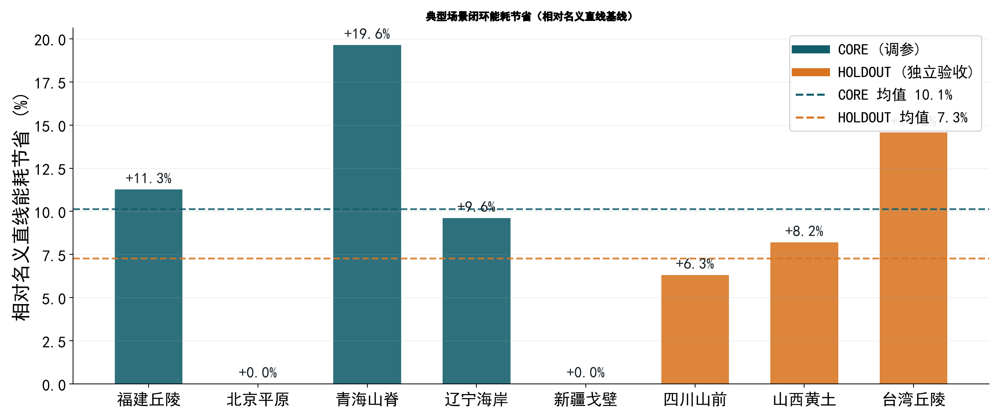 典型场景闭环能耗节省（相对名义直线基线）
相对名义直线能耗节省 (%)
20.0
17.5
15.0
12.5
10.0
7.5
5.0
2.5
0.0
+11.3%
+0.0%
+19.6%
+9.6%
+0.0%
+6.3%
+8.2%
CORE (调参)
HOLDOUT (独立验收)
CORE 均值 10.1%
HOLDOUT 均值 7.3%
福建丘陵
北京平原
青海山脊
辽宁海岸
新疆戈壁
四川山前
山西黄土
台湾丘陵